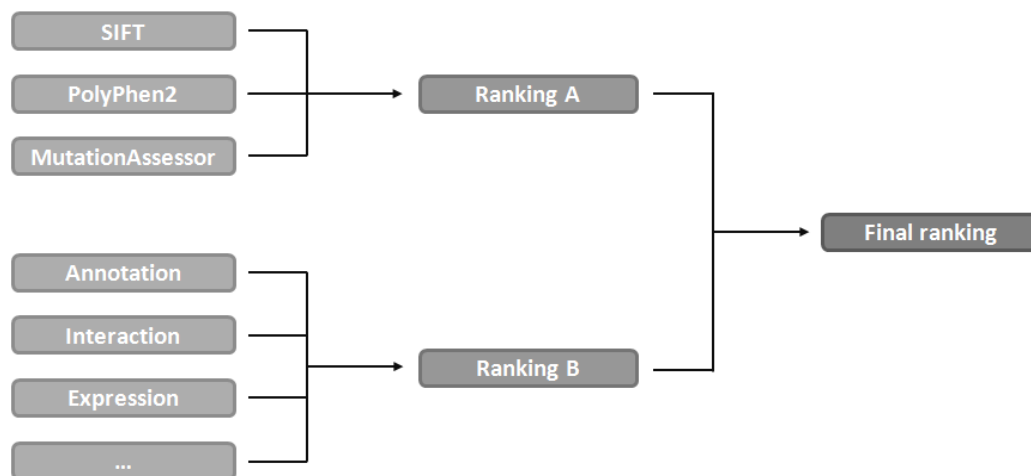 SIFT
PolyPhen2
MutationAssessor
Ranking A
Final ranking
Annotation
Interaction
Expression
...
Ranking B